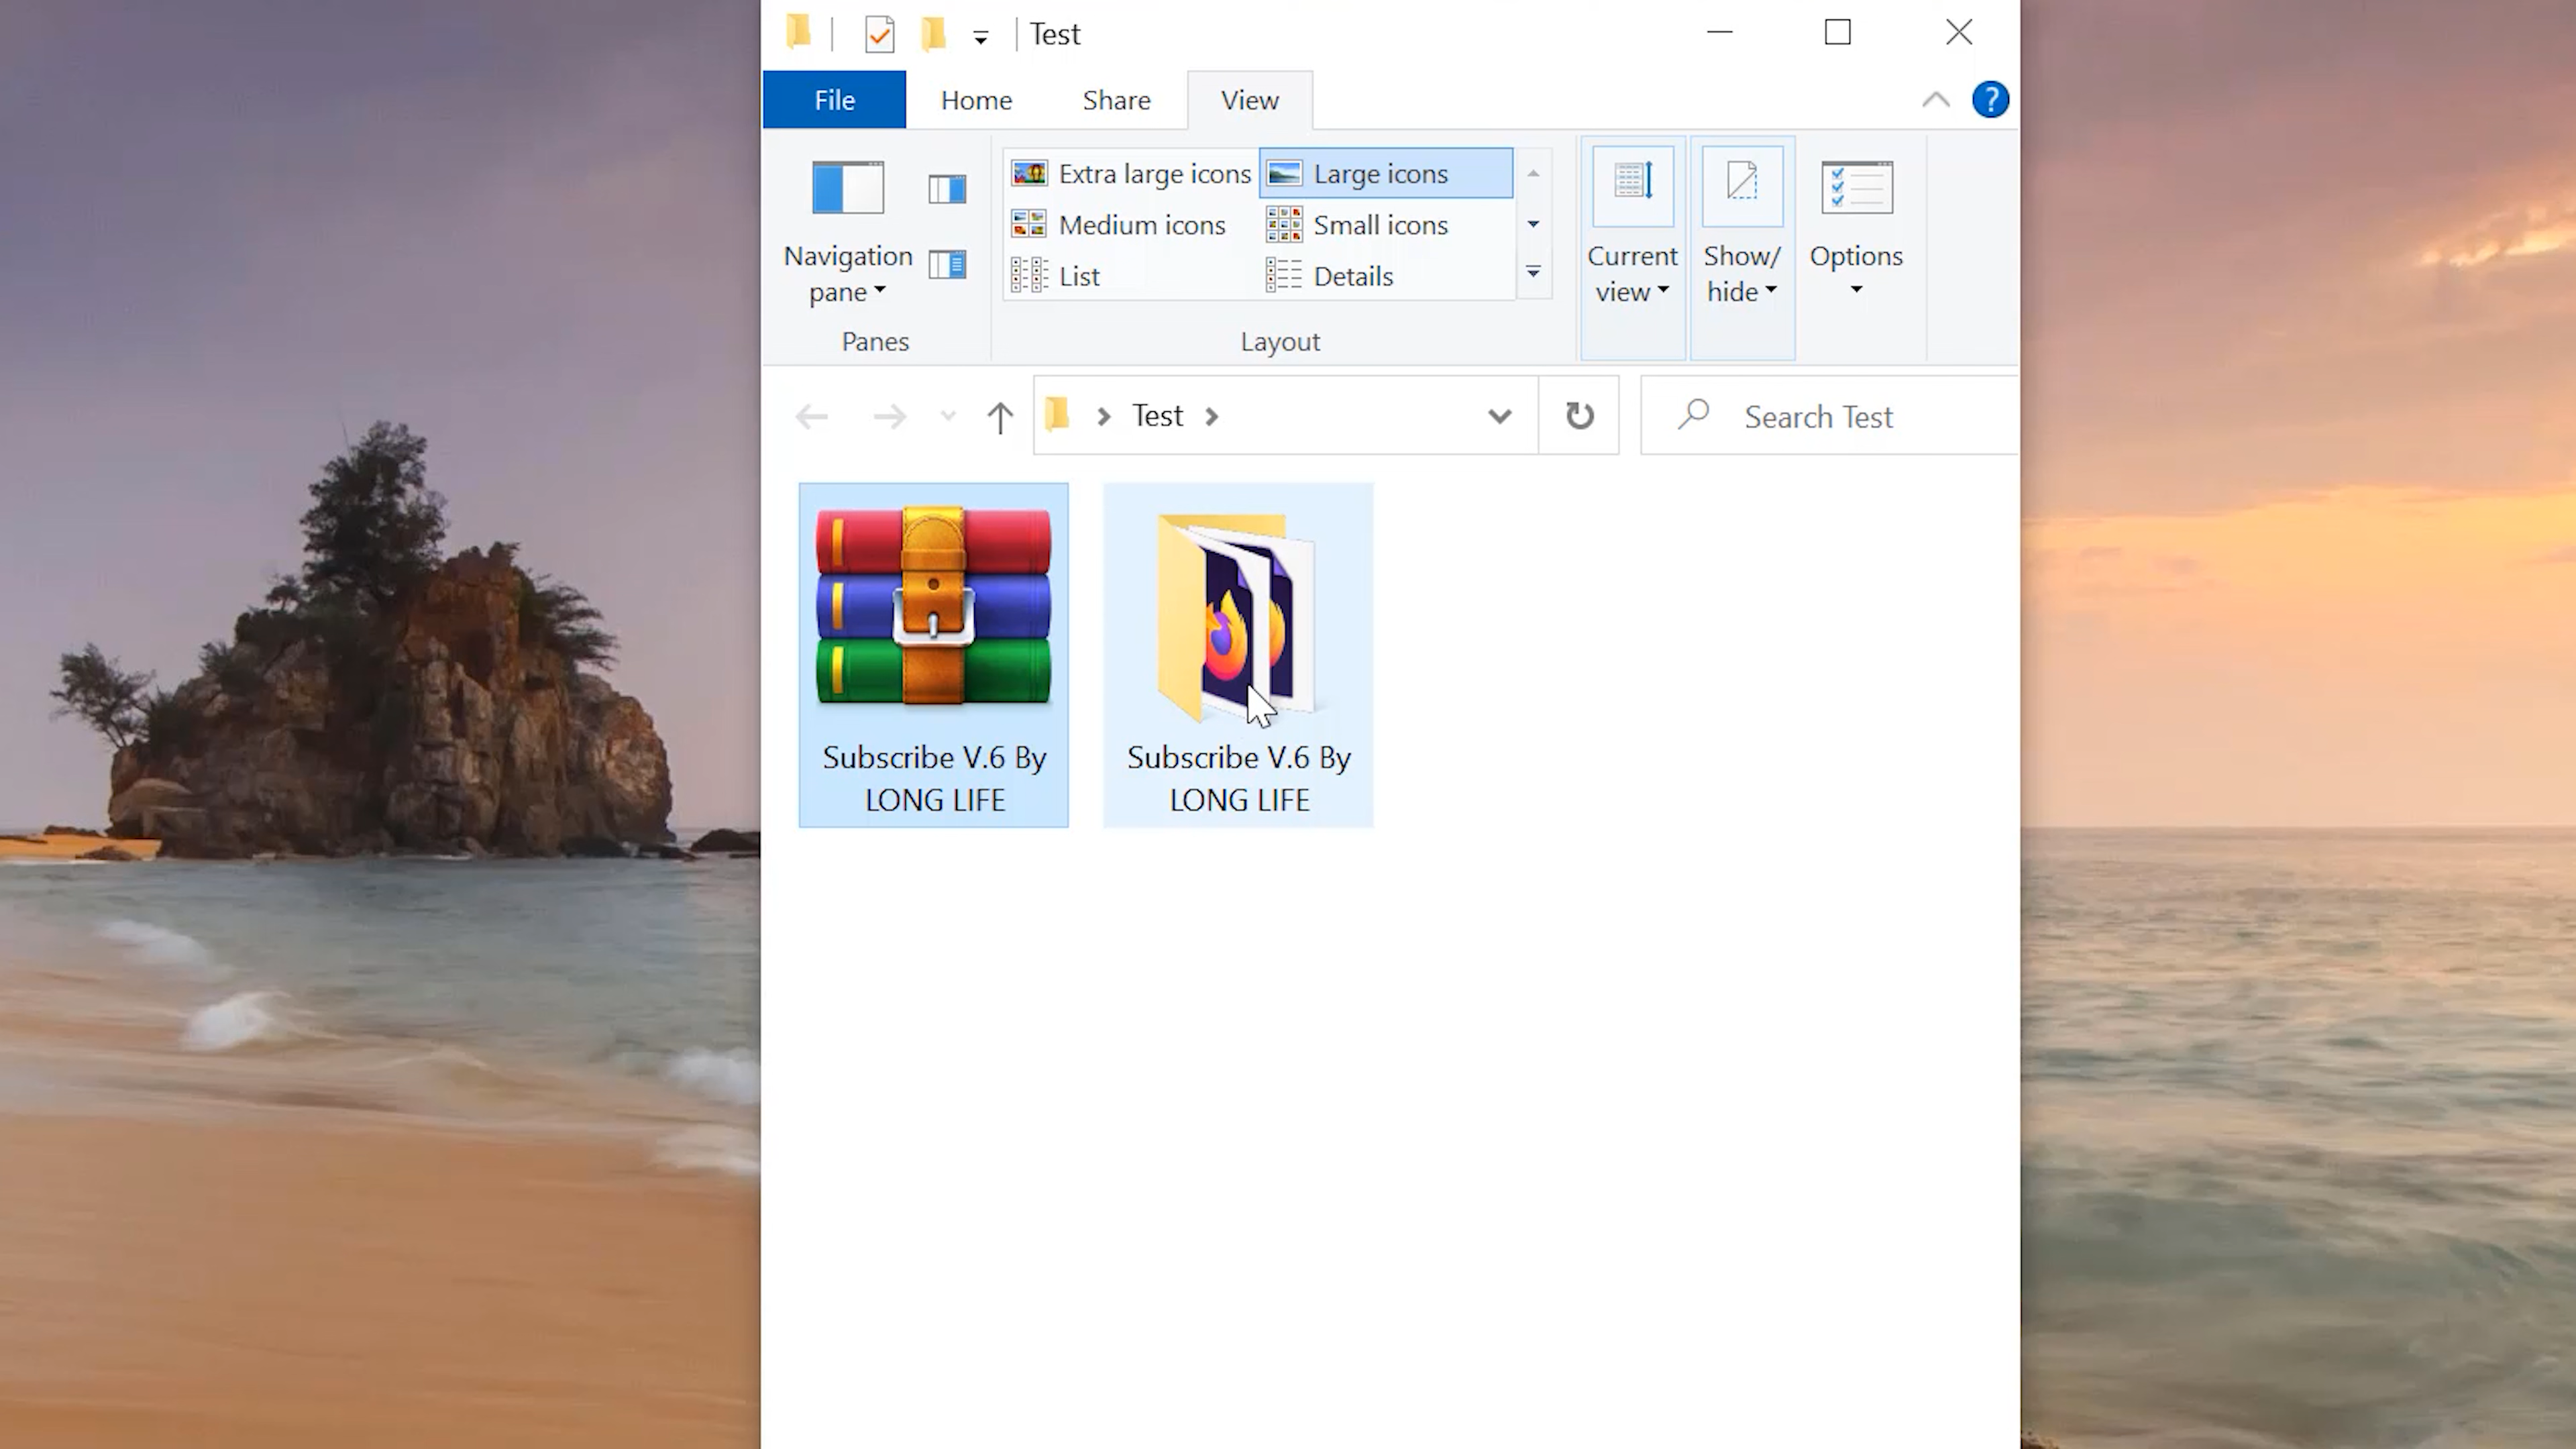 Test
File Home Share View
Extra large icons Large icons
Medium icons Small icons
List Details
Navigation pane
Current view
Show/ hide
Options
Panes Layout
Test
Search Test
Subscribe V.6 By
LONG LIFE
Subscribe V.6 By
LONG LIFE